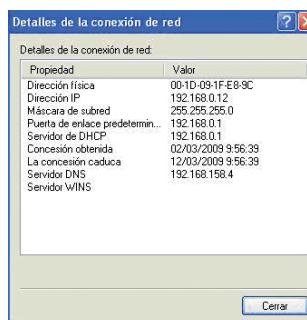 Detalles de la conexión de red
Detalles de la conexión de red:
Propiedad Valor
Dirección física 00-1D-09-1F-E8-9C
Dirección IP 192.168.0.12
Máscara de subred 255.255.255.0
Puerta de enlace predetermin... 192.168.0.1
Servidor de DHCP 192.168.0.1
Concesión obtenida 02/03/2009 9:56:39
La concesión caduca 12/03/2009 9:56:39
Servidor DNS 192.168.158.4
Servidor WINS
Cerrar